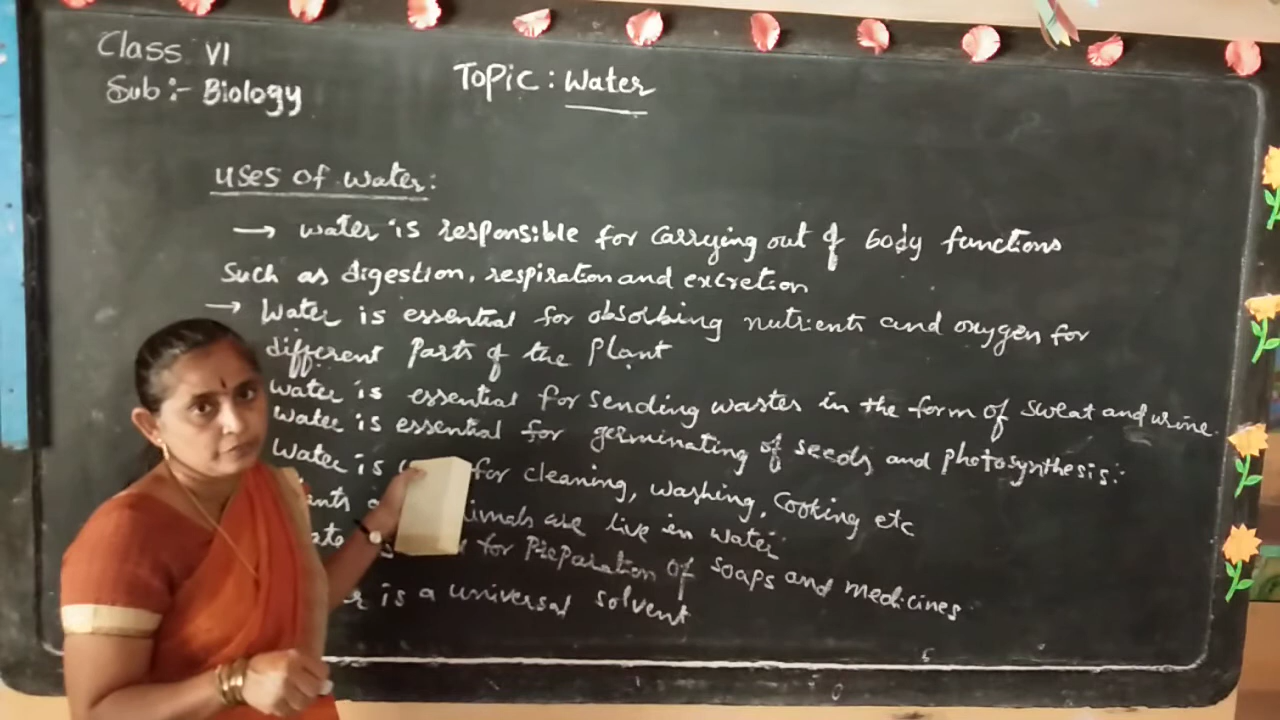 Class VI
Sub:- Biology
Topic: Water
uses of water:
→ water is responsible for carrying out of body functions
Such as digestion, respiration and excretion
→ Water is essential for absorbing nutrients and oxygen for
different parts of the plant
water is essential for sending wastes in the form of sweat and urine.
Water is essential for germinating of seeds and photosynthesis:-
Water is for cleaning, washing, Cooking etc
are live in water
for Preparation of soaps and medicines.
is a universal solvent